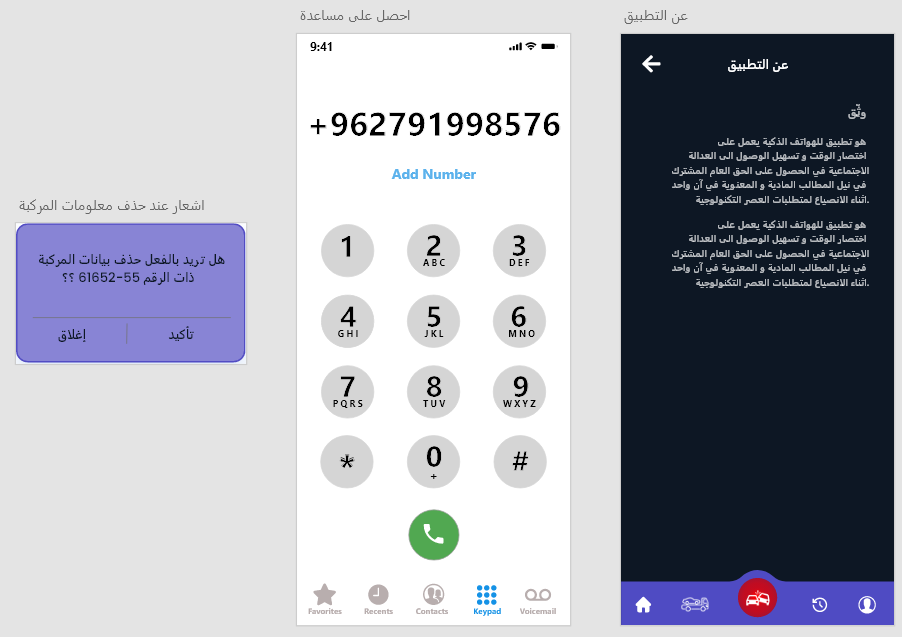 احصل على مساعدة
عن التطبيق
9:41
+962791998576
Add Number
1
2
ABC
3
DEF
4
GHI
5
JKL
6
MNO
7
PQRS
8
TUV
9
WXYZ
*
0
+
#
Favorites
Recents
Contacts
Keypad
Voicemail
اشعار عند حذف معلومات المركبة
هل تريد بالفعل حذف بيانات المركبة
ذات الرقم 55-61652 ؟؟
تأكيد
إغلاق
عن التطبيق
وثّق
هو تطبيق للهواتف الذكية يعمل على
اختصار الوقت و تسهيل الوصول الى العدالة
الاجتماعية في الحصول على الحق العام المشترك
في نيل المطالب المادية و المعنوية في آن واحد
.اثناء الانصياع لمتطلبات العصر التكنولوجية
هو تطبيق للهواتف الذكية يعمل على
اختصار الوقت و تسهيل الوصول الى العدالة
الاجتماعية في الحصول على الحق العام المشترك
في نيل المطالب المادية و المعنوية في آن واحد
.اثناء الانصياع لمتطلبات العصر التكنولوجية